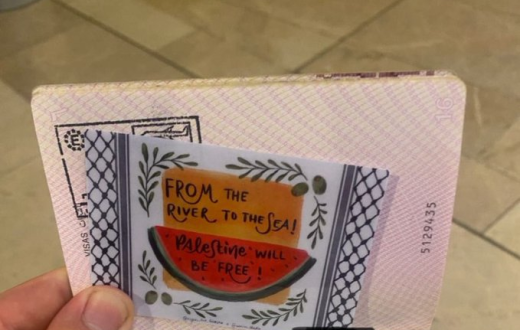 16
FROM THE
RIVER TO THE SEA!
Palestine WILL
BE FREE!
VISAS
5129435